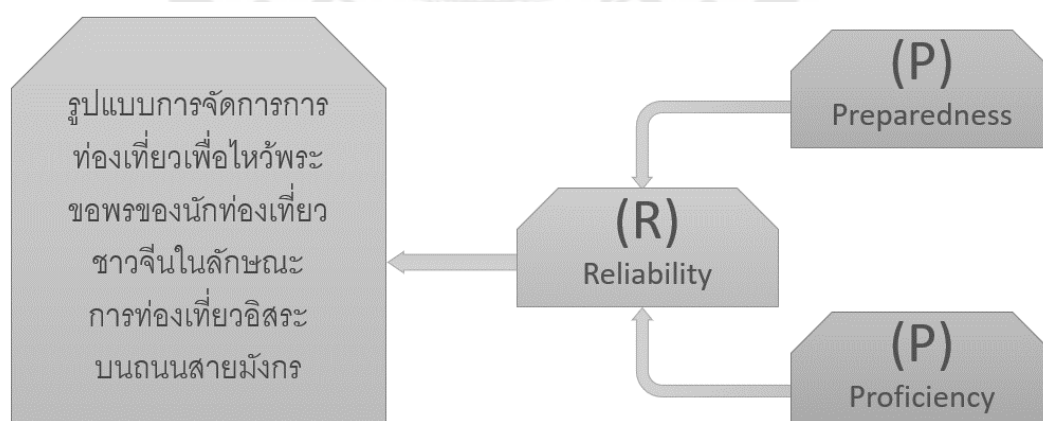 รูปแบบการจัดการการ
ท่องเที่ยวเพื่อไหว้พระ
ขอพรของนักท่องเที่ยว
ชาวจีนในลักษณะ
การท่องเที่ยวอิสระ
บนถนนสายมังกร
(R)
Reliability
(P)
Preparedness
(P)
Proficiency